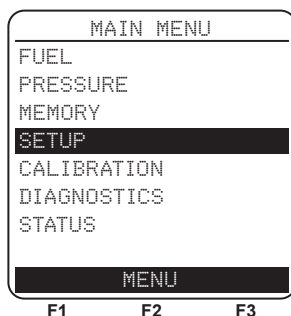 MAIN MENU
FUEL
PRESSURE
MEMORY
SETUP
CALIBRATION
DIAGNOSTICS
STATUS
MENU
F1 F2 F3